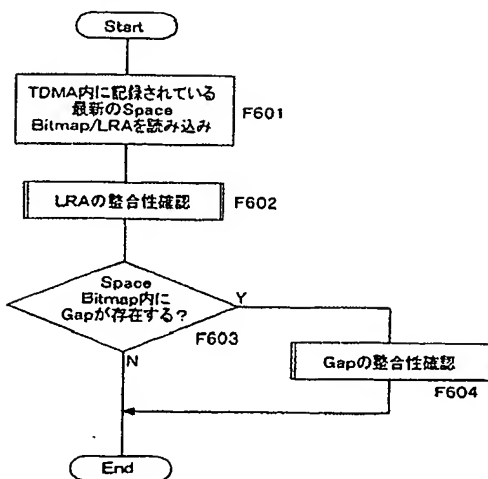 Start
TDMA内に記録されている
最新のSpace
Bitmap/LRAを読み込み
F601
LRAの整合性確認
F602
Space
Bitmap内に
Gapが存在する?
Y
F603
N
Gapの整合性確認
F604
End